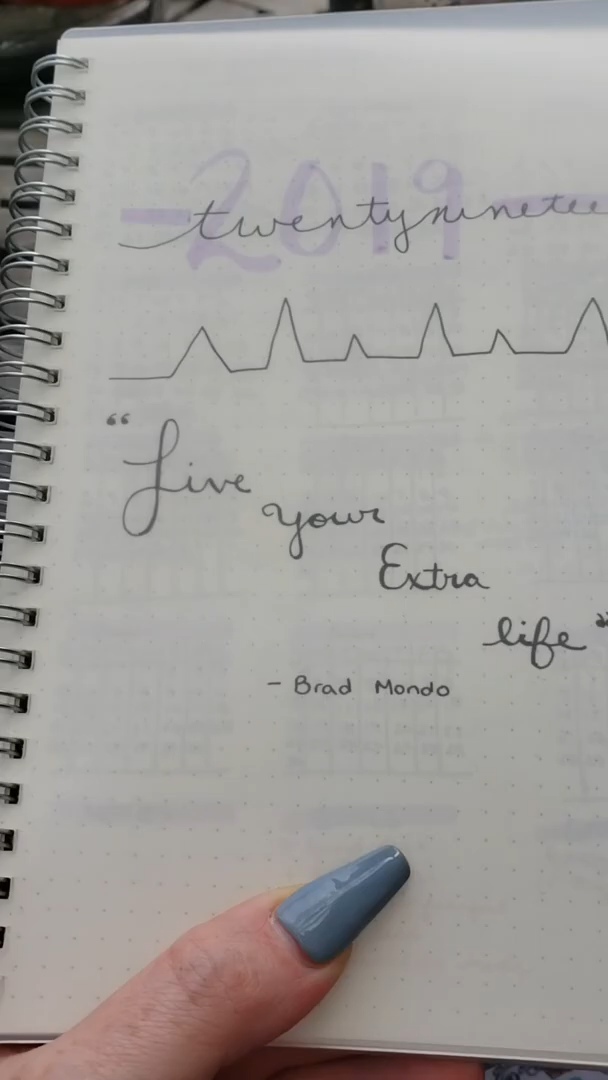 2019
twentyninetee
“Live
your
Extra
life”
- Brad Mondo